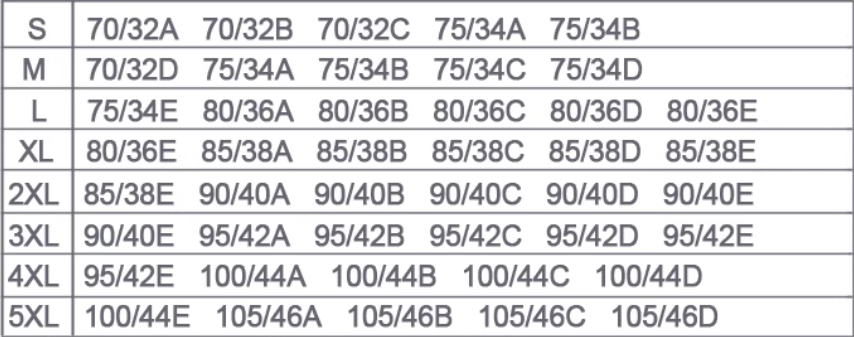 S 70/32A 70/32B 70/32C 75/34A 75/34B
M 70/32D 75/34A 75/34B 75/34C 75/34D
L 75/34E 80/36A 80/36B 80/36C 80/36D 80/36E
XL 80/36E 85/38A 85/38B 85/38C 85/38D 85/38E
2XL 85/38E 90/40A 90/40B 90/40C 90/40D 90/40E
3XL 90/40E 95/42A 95/42B 95/42C 95/42D 95/42E
4XL 95/42E 100/44A 100/44B 100/44C 100/44D
5XL 100/44E 105/46A 105/46B 105/46C 105/46D